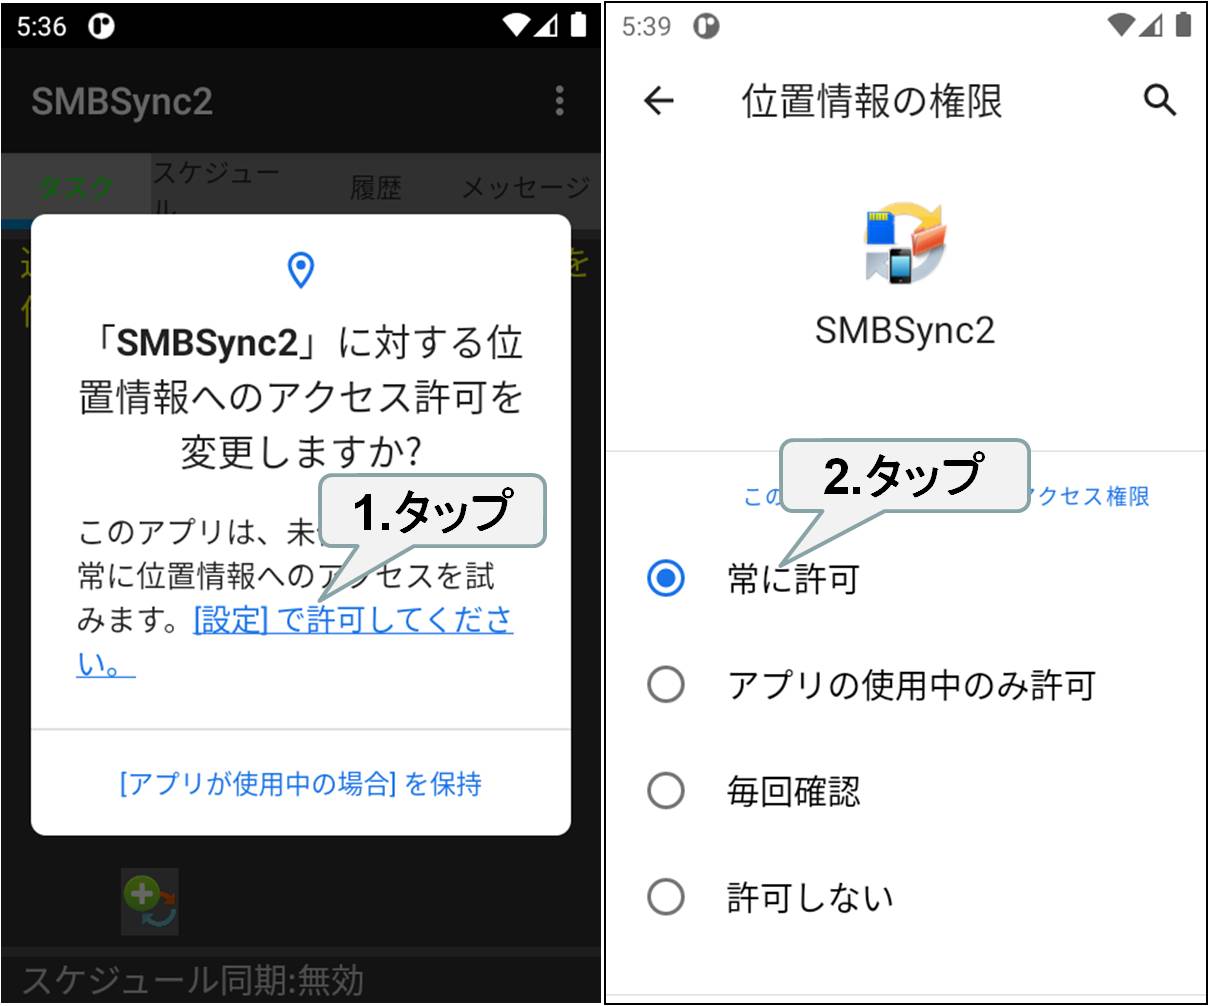 5:36
SMBSync2
タスク
スケジュー
ル
履歴
メッセージ
を
「SMBSync2」に対する位
置情報へのアクセス許可を
変更しますか?
1.タップ
このアプリは、未
常に位置情報へのアクセスを試
みます。[設定] で許可してくださ
い。
[アプリが使用中の場合] を保持
スケジュール同期:無効
5:39
位置情報の権限
SMBSync2
2.タップ
この
アクセス権限
常に許可
アプリの使用中のみ許可
毎回確認
許可しない